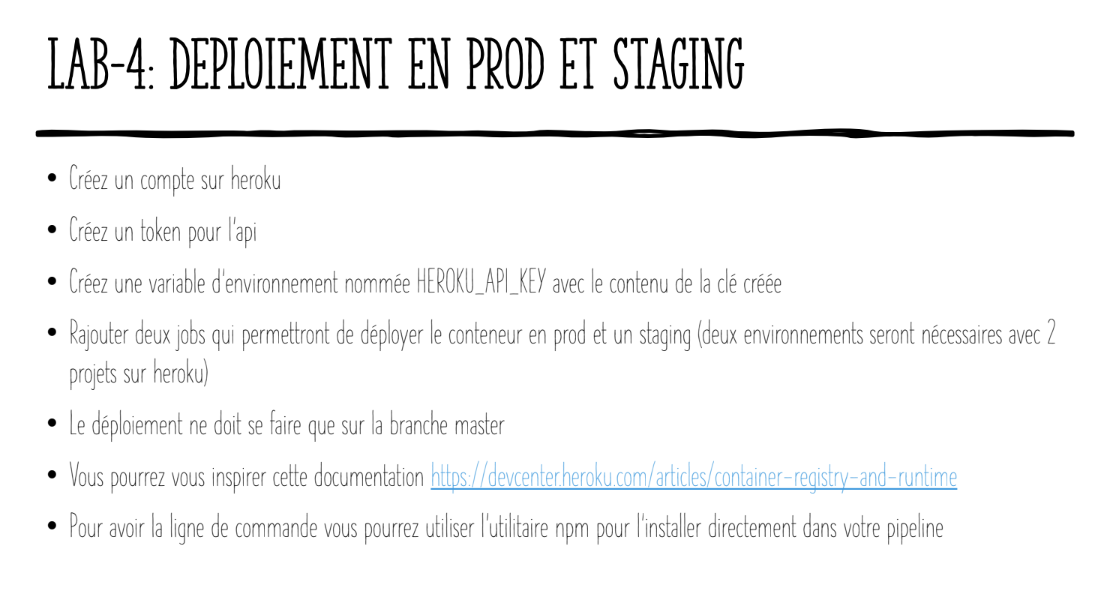 LAB-4: DEPLOIEMENT EN PROD ET STAGING
• Créez un compte sur heroku
• Créez un token pour l'api
• Créez une variable d'environnement nommée HEROKU_API_KEY avec le contenu de la clé créée
• Rajouter deux jobs qui permettront de déployer le conteneur en prod et un staging (deux environnements seront nécessaires avec 2
projets sur heroku)
• Le déploiement ne doit se faire que sur la branche master
• Vous pourrez vous inspirer cette documentation https://devcenter.heroku.com/articles/container-registry-and-runtime
• Pour avoir la ligne de commande vous pourrez utiliser l'utilitaire npm pour l'installer directement dans votre pipeline